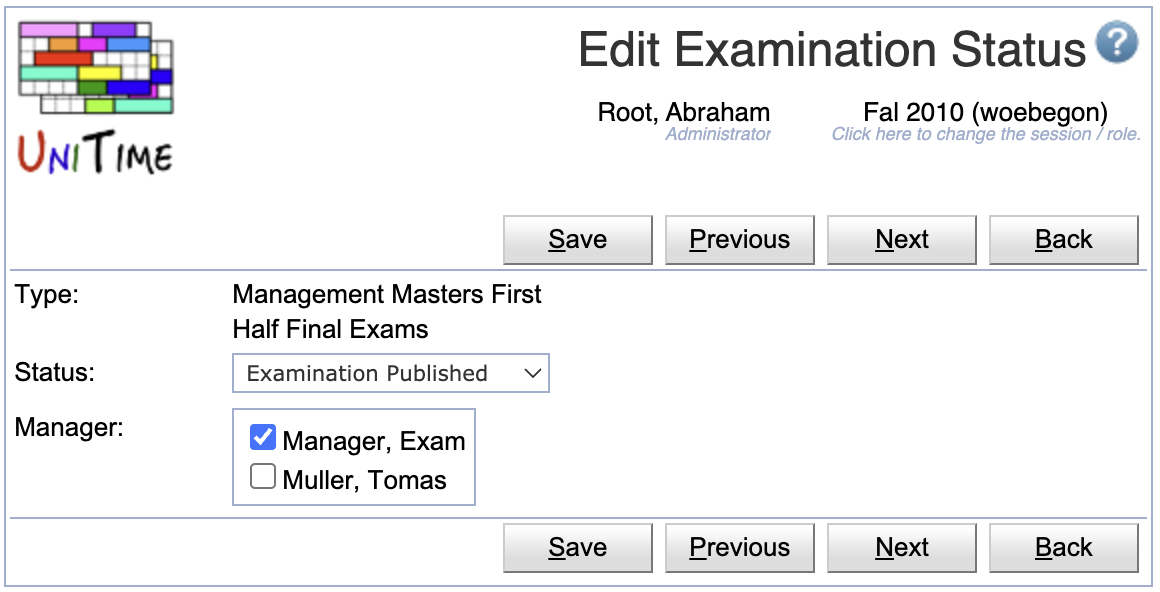 Edit Examination Status ?
Root, Abraham Fal 2010 (woebegon)
Administrator Click here to change the session / role.
UNITIME
Save Previous Next Back
Type: Management Masters First
Half Final Exams
Status: Examination Published
Manager: Manager, Exam
Muller, Tomas
Save Previous Next Back